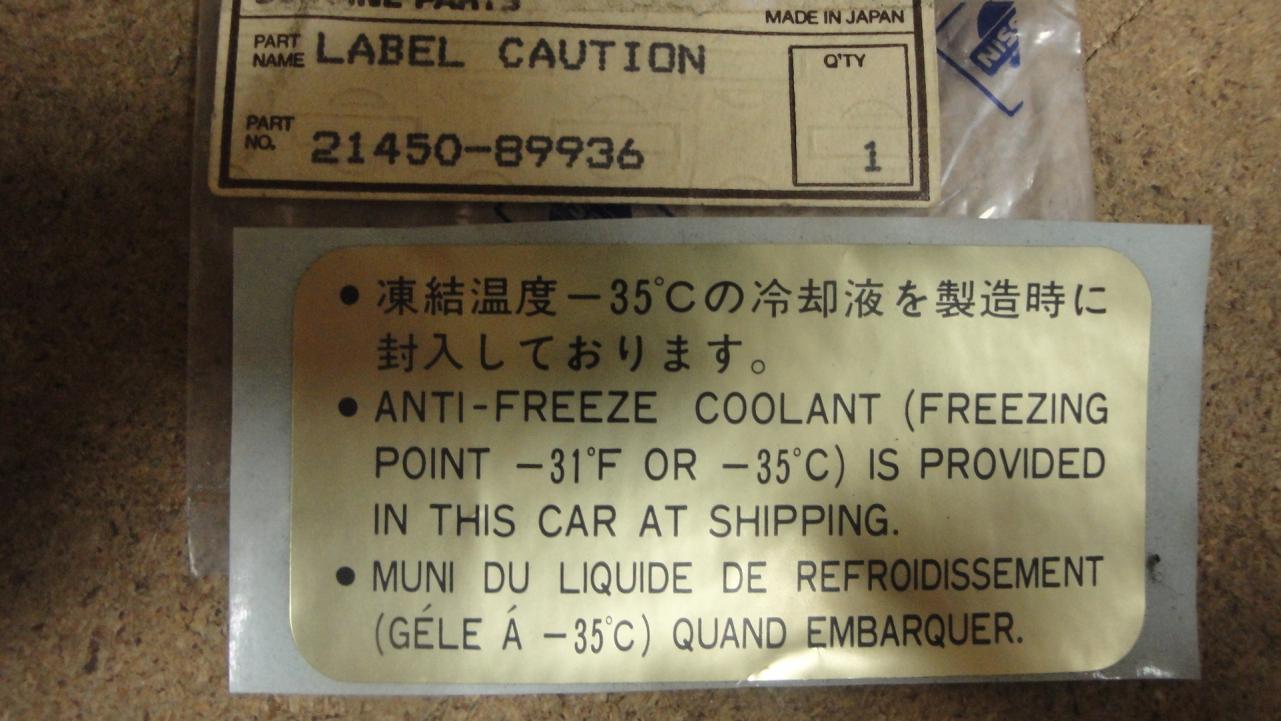 MADE IN JAPAN
PART NAME LABEL CAUTION
Q'TY
PART NO. 21450-89936
1
● 凍結温度－35℃の冷却液を製造時に
封入しております。
● ANTI-FREEZE COOLANT (FREEZING
POINT －31°F OR －35°C) IS PROVIDED
IN THIS CAR AT SHIPPING.
● MUNI DU LIQUIDE DE REFROIDISSEMENT
(GÉLE Á －35°C) QUAND EMBARQUER.